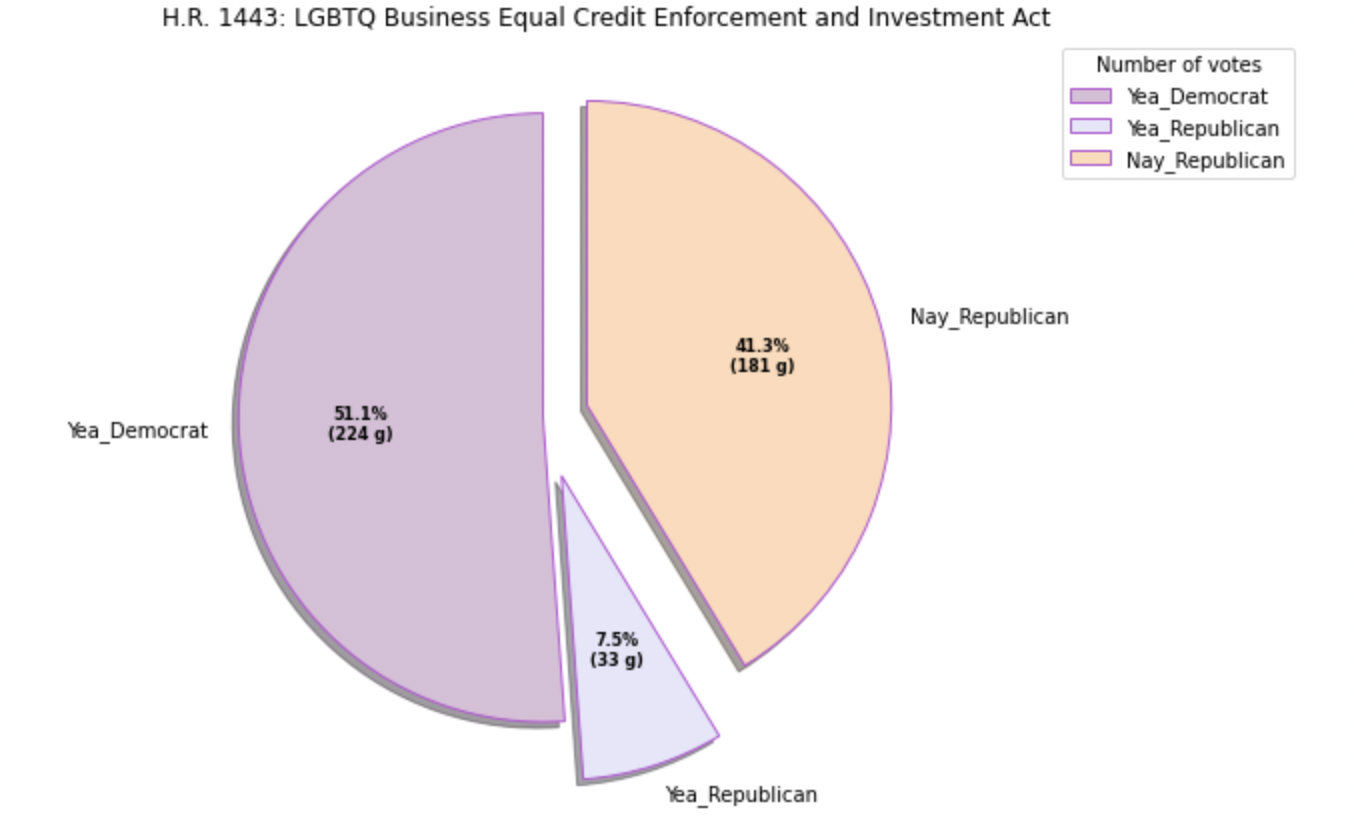 H.R. 1443: LGBTQ Business Equal Credit Enforcement and Investment Act
Number of votes
Yea_Democrat
Yea_Republican
Nay_Republican
Nay_Republican
41.3%
(181 g)
51.1%
(224 g)
Yea_Democrat
7.5%
(33 g)
Yea_Republican